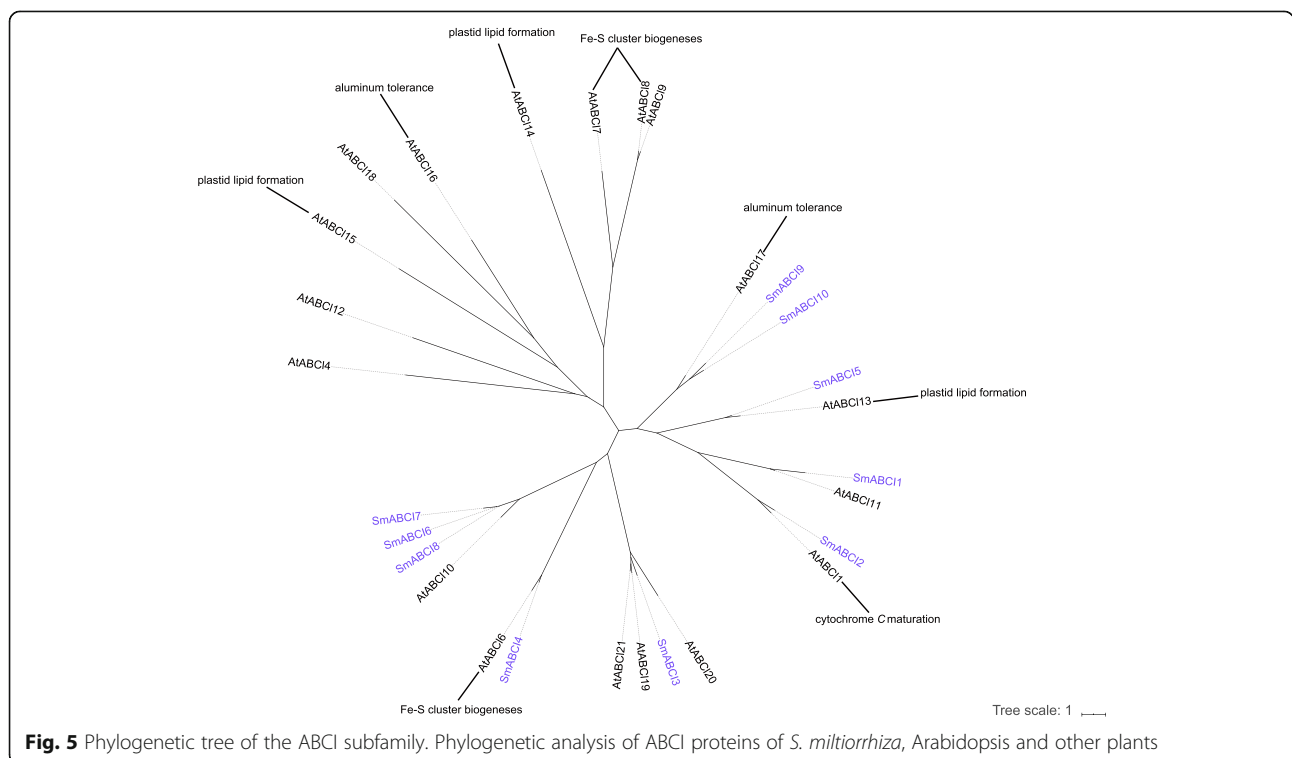 plastid lipid formation
Fe-S cluster biogeneses
aluminum tolerance
AtABCI14
AtABCI7
AtABCI8
AtABCI9
AtABCI18
AtABCI16
plastid lipid formation
AtABCI15
aluminum tolerance
AtABCI17
SmABCI9
SmABCI10
AtABCI12
AtABCI4
SmABCI5
AtABCI13
plastid lipid formation
SmABCI1
AtABCI11
SmABCI7
SmABCI6
SmABCI8
AtABCI10
SmABCI2
AtABCI1
cytochrome C maturation
AtABCI6
SmABCI4
AtABCI21
AtABCI19
SmABCI3
AtABCI20
Fe-S cluster biogeneses
Tree scale: 1
Fig. 5 Phylogenetic tree of the ABCI subfamily. Phylogenetic analysis of ABCI proteins of S. miltiorrhiza, Arabidopsis and other plants